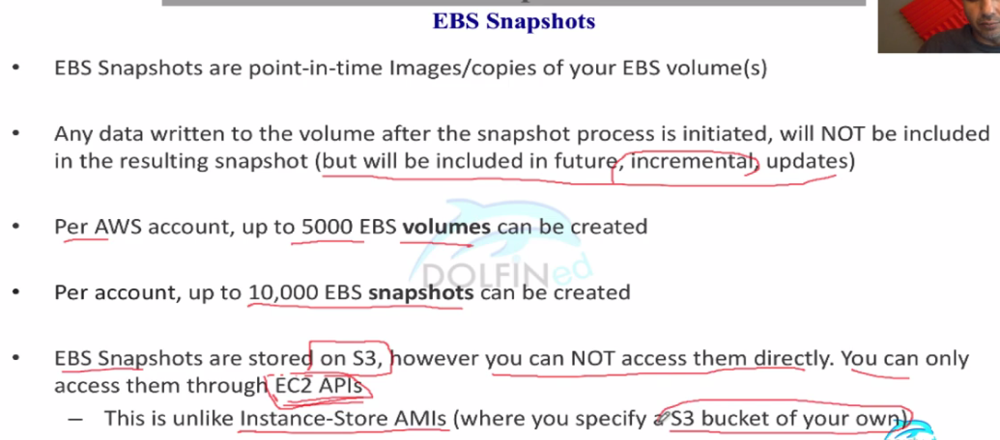 EBS Snapshots
• EBS Snapshots are point-in-time Images/copies of your EBS volume(s)
• Any data written to the volume after the snapshot process is initiated, will NOT be included
in the resulting snapshot (but will be included in future, incremental, updates)
• Per AWS account, up to 5000 EBS volumes can be created
DOLFINed
• Per account, up to 10,000 EBS snapshots can be created
• EBS Snapshots are stored on S3, however you can NOT access them directly. You can only
access them through EC2 APIs
– This is unlike Instance-Store AMIs (where you specify a S3 bucket of your own)